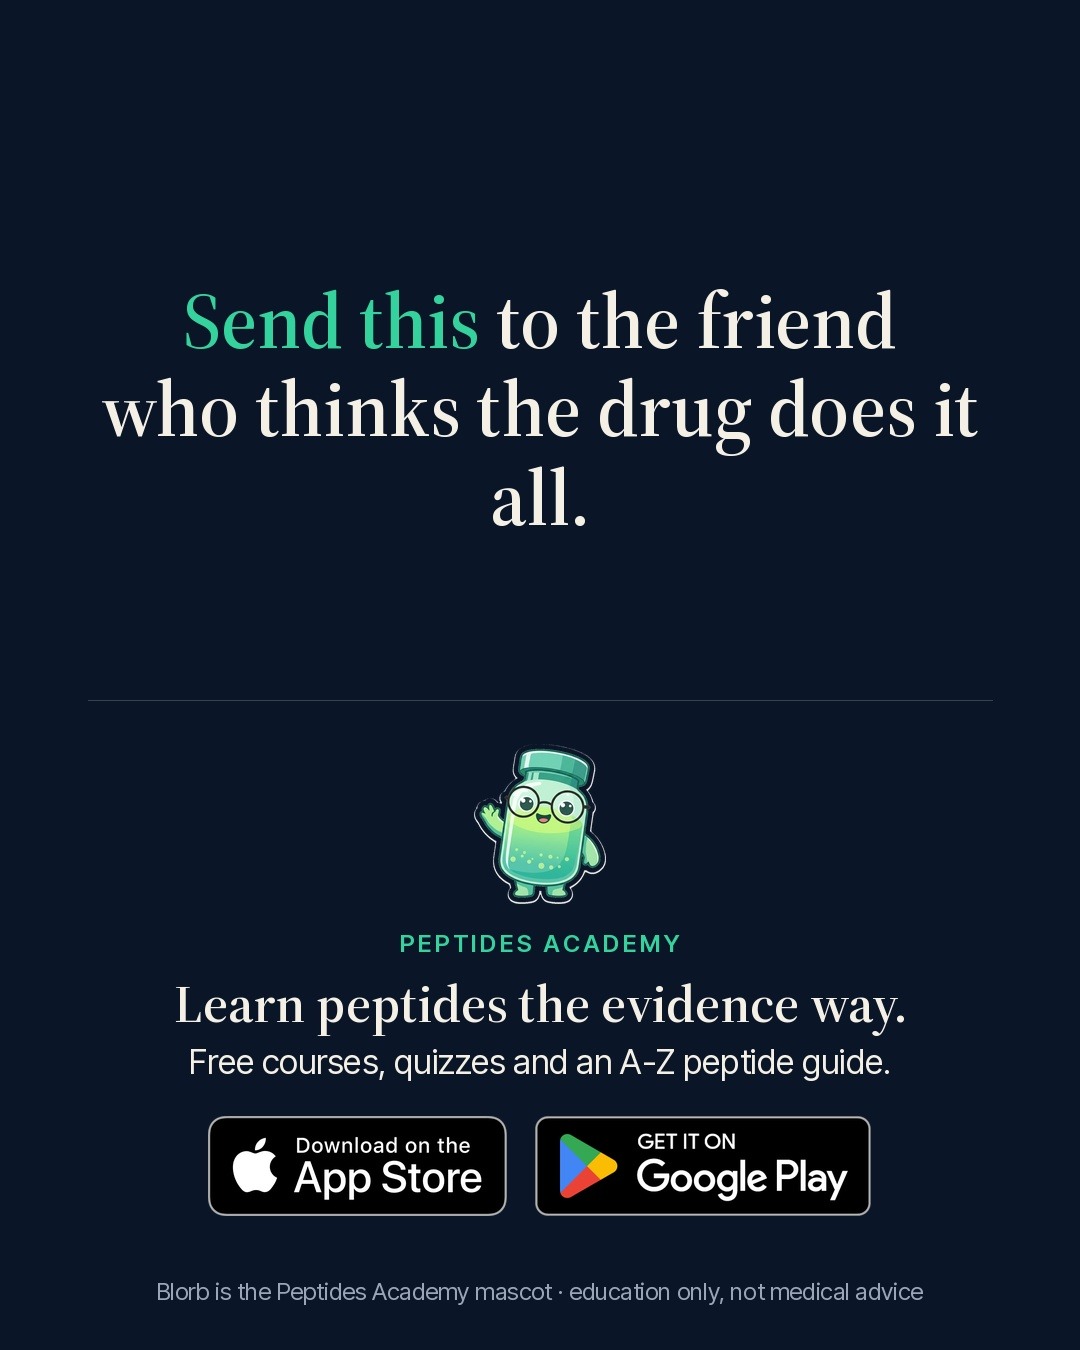 Send this to the friend
who thinks the drug does it
all.
PEPTIDES ACADEMY
Learn peptides the evidence way.
Free courses, quizzes and an A-Z peptide guide.
Download on the
App Store
GET IT ON
Google Play
Blorb is the Peptides Academy mascot · education only, not medical advice